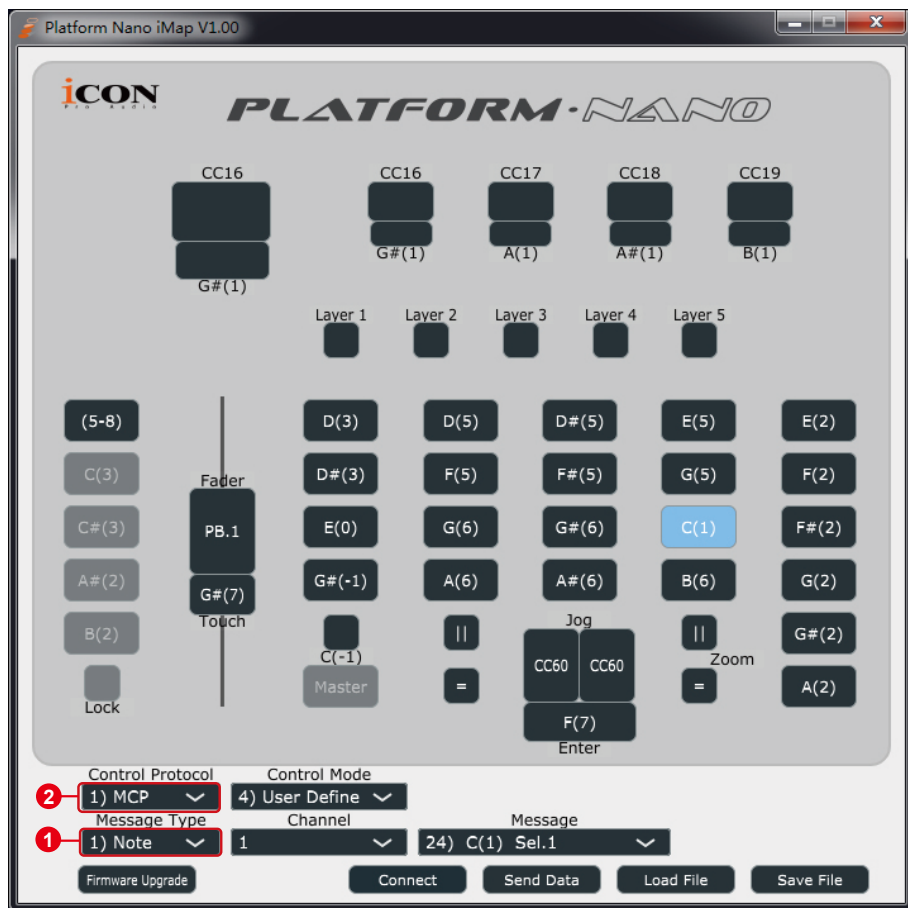 Platform Nano iMap V1.00
iCON
Pro Audio
PLATFORM·NANO
CC16 CC16 CC17 CC18 CC19
G#(1) A(1) A#(1) B(1)
G#(1)
Layer 1 Layer 2 Layer 3 Layer 4 Layer 5
(5-8) D(3) D(5) D#(5) E(5) E(2)
C(3) Fader D#(3) F(5) F#(5) G(5) F(2)
C#(3) PB.1 E(0) G(6) G#(6) C(1) F#(2)
A#(2) G#(7) G#(-1) A(6) A#(6) B(6) G(2)
Touch Jog
B(2) || || G#(2)
C(-1) CC60 CC60 Zoom
Master = = A(2)
Lock F(7)
Enter
Control Protocol Control Mode
2 1) MCP 4) User Define
Message Type Channel Message
1 1) Note 1 24) C(1) Sel.1
Firmware Upgrade Connect Send Data Load File Save File